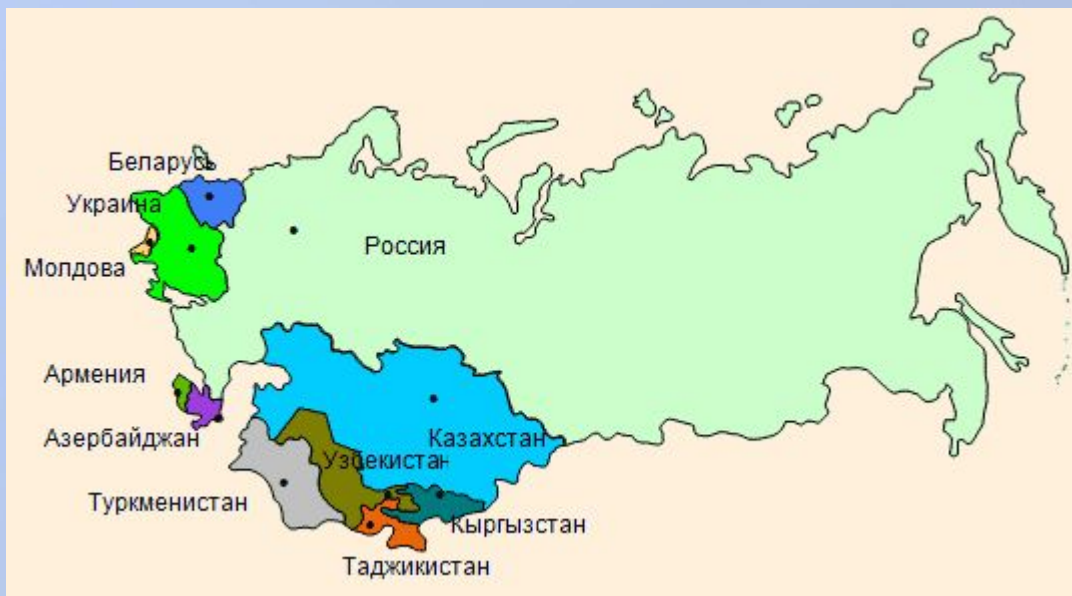 Беларусь
Украина
Россия
Молдова
Армения
Азербайджан
Казахстан
Узбекистан
Туркменистан
Кыргызстан
Таджикистан